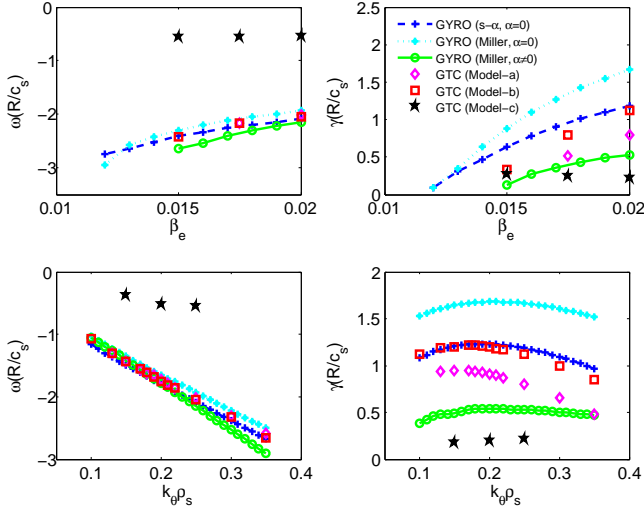 0
−1
−2
−3
0.01
0.015
0.02
ω(R/c_s)
β_e
2.5
2
1.5
1
0.5
0
0.01
0.015
0.02
γ(R/c_s)
β_e
GYRO (s−α, α=0)
GYRO (Miller, α=0)
GYRO (Miller, α≠0)
GTC (Model−a)
GTC (Model−b)
GTC (Model−c)
0
−1
−2
−3
0.1
0.2
0.3
0.4
ω(R/c_s)
k_θρ_s
2
1.5
1
0.5
0
0.1
0.2
0.3
0.4
γ(R/c_s)
k_θρ_s